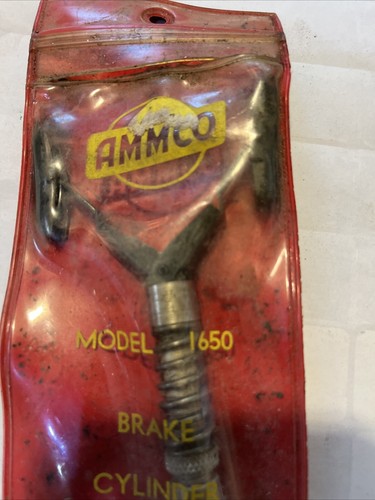 AMMCO
MODEL 1650
BRAKE
CYLINDER